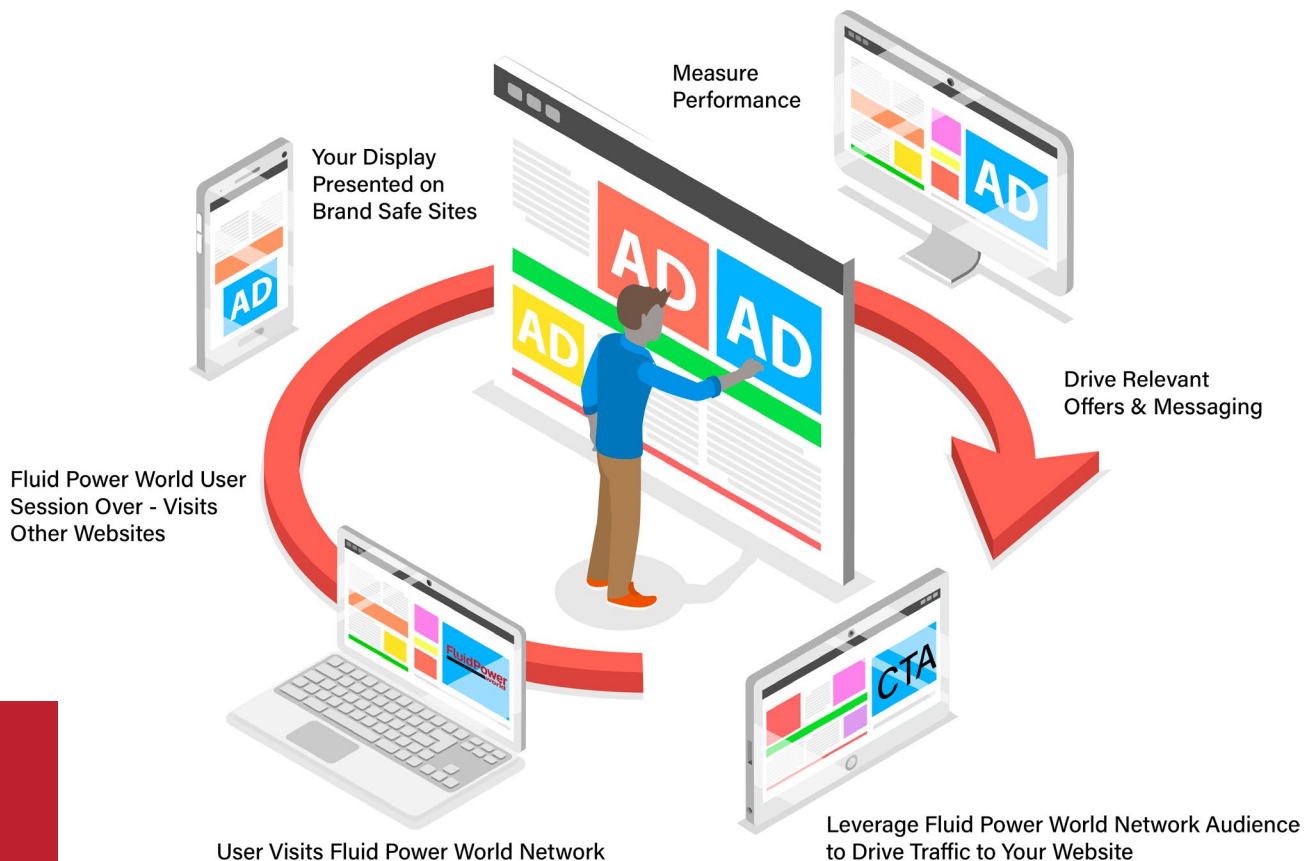 Measure
Performance
Your Display
Presented on
Brand Safe Sites
AD
AD
AD
AD
AD
Drive Relevant
Offers & Messaging
Fluid Power World User
Session Over - Visits
Other Websites
FluidPower
World
CTA
User Visits Fluid Power World Network
Leverage Fluid Power World Network Audience
to Drive Traffic to Your Website